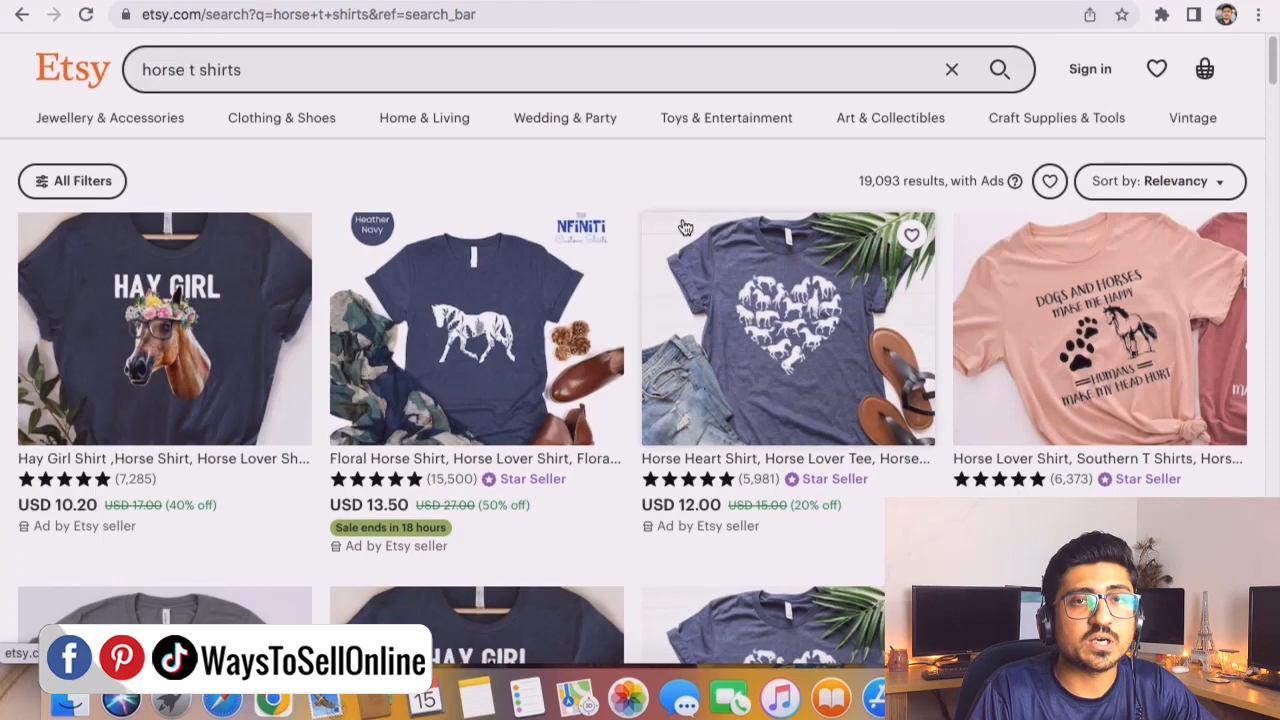 etsy.com/search?q=horse+t+shirts&ref=search_bar
Etsy
horse t shirts
Sign in
Jewellery & Accessories
Clothing & Shoes
Home & Living
Wedding & Party
Toys & Entertainment
Art & Collectibles
Craft Supplies & Tools
Vintage
All Filters
19,093 results, with Ads
Sort by: Relevancy
HAY GIRL
Heather
Navy
NFiNiTi
Custom Shirts
DOGS AND HORSES
MAKE ME HAPPY
HUMANS
MAKE MY HEAD HURT
Hay Girl Shirt ,Horse Shirt, Horse Lover Sh...
(7,285)
USD 10.20 USD 17.00 (40% off)
Ad by Etsy seller
Floral Horse Shirt, Horse Lover Shirt, Flora...
(15,500) Star Seller
USD 13.50 USD 27.00 (50% off)
Sale ends in 18 hours
Ad by Etsy seller
Horse Heart Shirt, Horse Lover Tee, Horse...
(5,981) Star Seller
USD 12.00 USD 15.00 (20% off)
Ad by Etsy seller
Horse Lover Shirt, Southern T Shirts, Hors...
(6,373) Star Seller
HAY GIRL
etsy.c
WaysToSellOnline
15